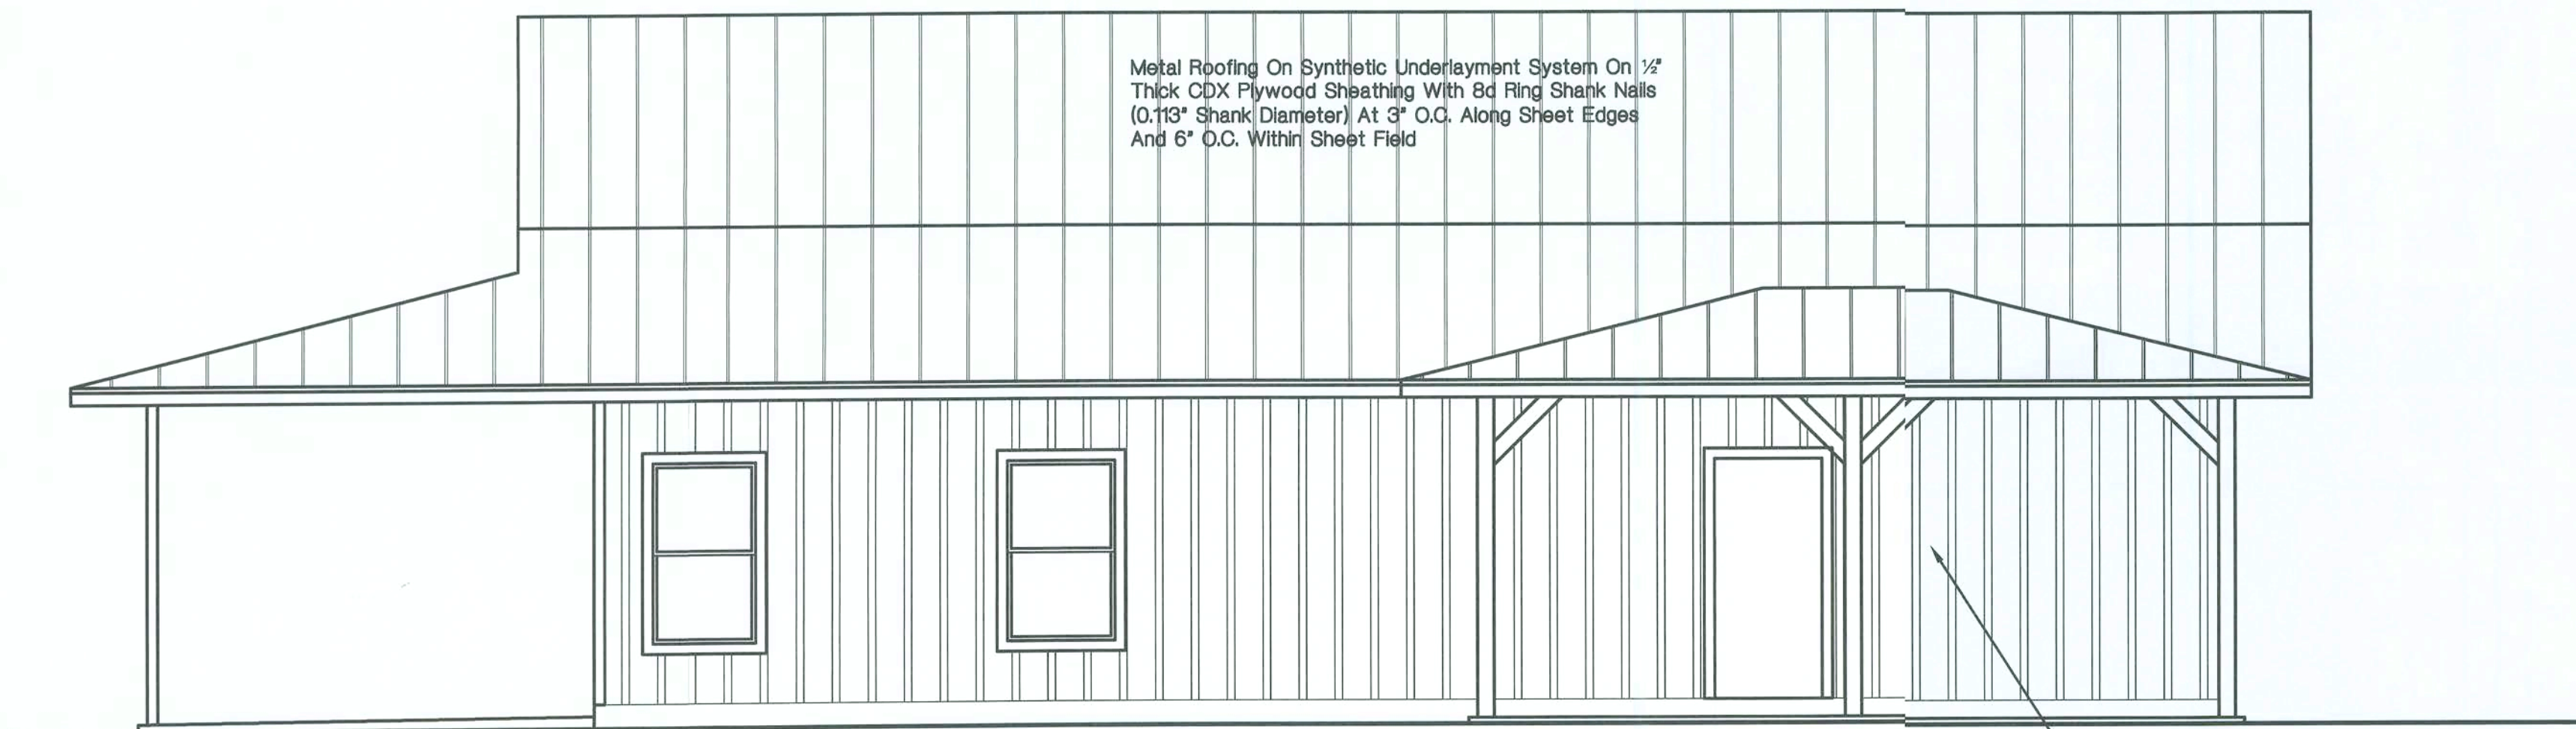 Metal Roofing On Synthetic Underlayment System On ½"
Thick CDX Plywood Sheathing With 8d Ring Shank Nails
(0.113" Shank Diameter) At 3" O.C. Along Sheet Edges
And 6" O.C. Within Sheet Field